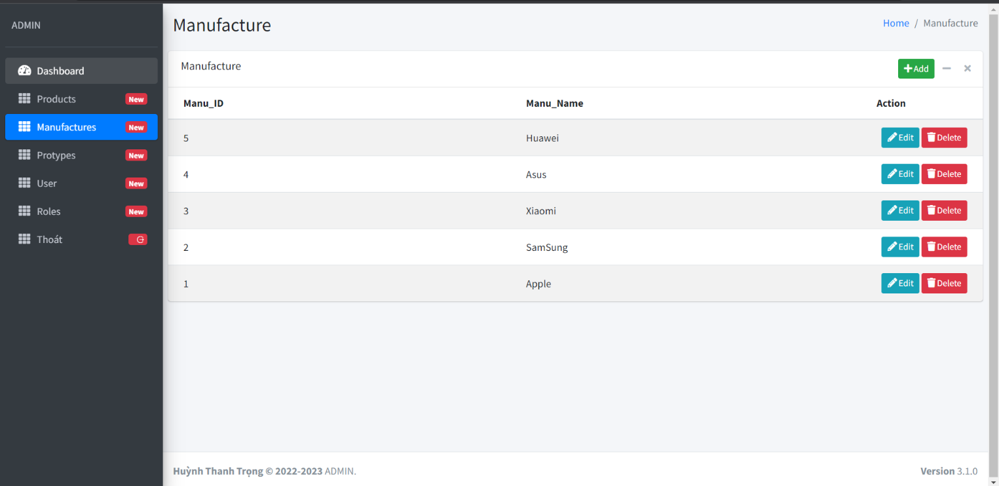 ADMIN
Dashboard
Products New
Manufactures New
Protypes New
User New
Roles New
Thoát
Manufacture
Home / Manufacture
Manufacture
Add
Manu_ID Manu_Name Action
5 Huawei Edit Delete
4 Asus Edit Delete
3 Xiaomi Edit Delete
2 SamSung Edit Delete
1 Apple Edit Delete
Huỳnh Thanh Trọng © 2022-2023 ADMIN.
Version 3.1.0